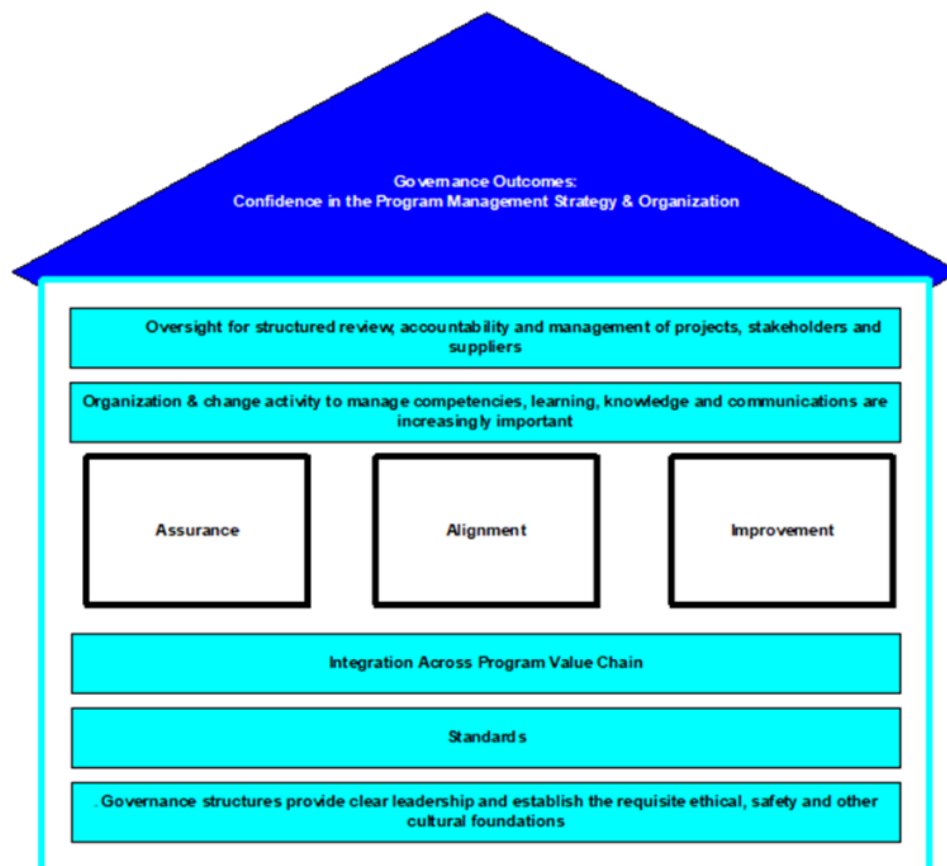 Governance Outcomes:
Confidence in the Program Management Strategy & Organization
Oversight for structured review, accountability and management of projects, stakeholders and
suppliers
Organization & change activity to manage competencies, learning, knowledge and communications are
increasingly important
Assurance
Alignment
Improvement
Integration Across Program Value Chain
Standards
. Governance structures provide clear leadership and establish the requisite ethical, safety and other
cultural foundations